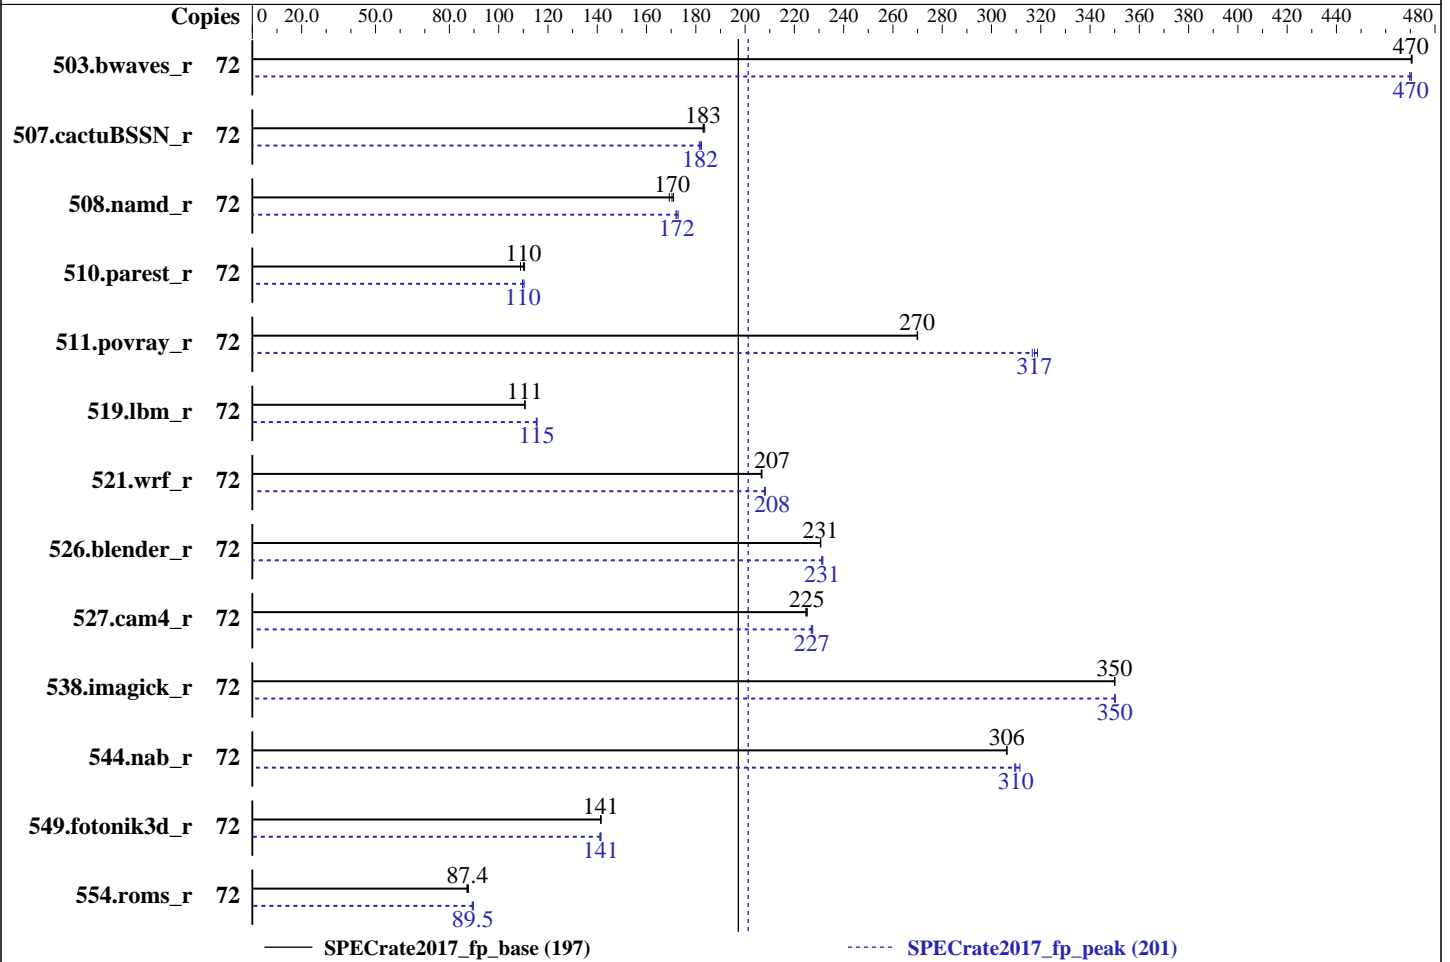 Copies 0 20.0 50.0 80.0 100 120 140 160 180 200 220 240 260 280 300 320 340 360 380 400 420 440 480
503.bwaves_r 72 470
470
507.cactuBSSN_r 72 183
182
508.namd_r 72 170
172
510.parest_r 72 110
110
511.povray_r 72 270
317
519.lbm_r 72 111
115
521.wrf_r 72 207
208
526.blender_r 72 231
231
527.cam4_r 72 225
227
538.imagick_r 72 350
350
544.nab_r 72 306
310
549.fotonik3d_r 72 141
141
554.roms_r 72 87.4
89.5
SPECrate2017_fp_base (197) SPECrate2017_fp_peak (201)